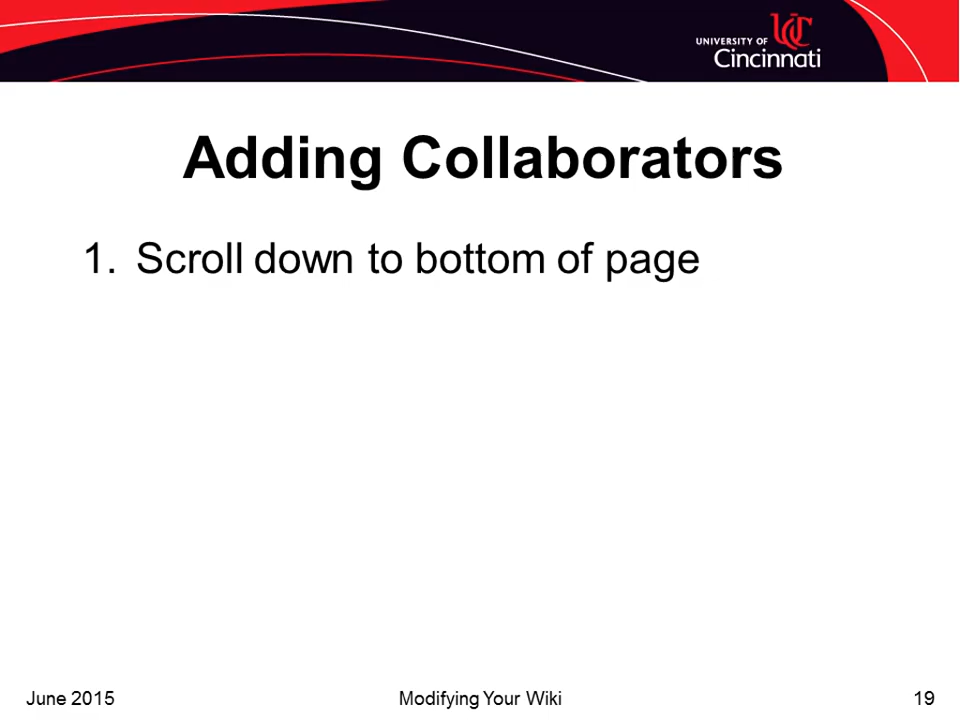 UNIVERSITY OF
Cincinnati
Adding Collaborators
1. Scroll down to bottom of page
June 2015 Modifying Your Wiki 19